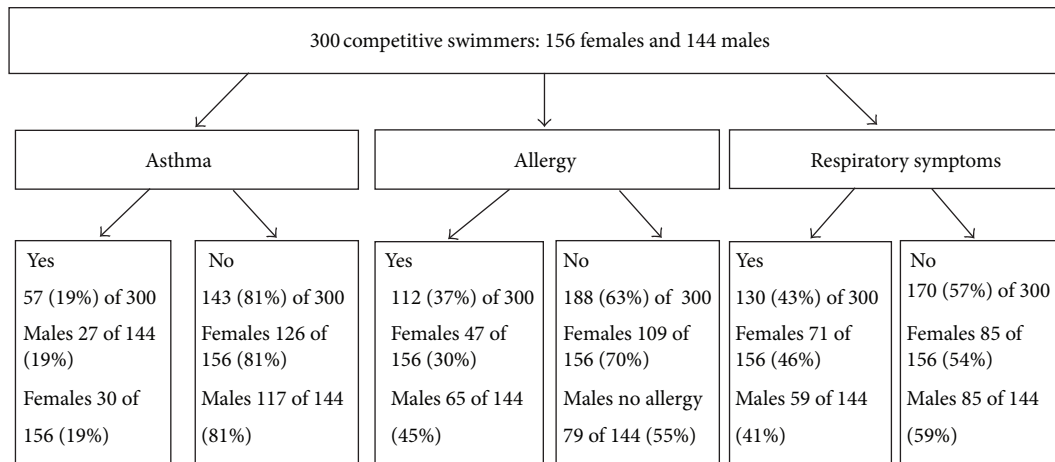 300 competitive swimmers: 156 females and 144 males
Asthma
Allergy
Respiratory symptoms
Yes
57 (19%) of 300
Males 27 of 144
(19%)
Females 30 of
156 (19%)
No
143 (81%) of 300
Females 126 of
156 (81%)
Males 117 of 144
(81%)
Yes
112 (37%) of 300
Females 47 of
156 (30%)
Males 65 of 144
(45%)
No
188 (63%) of 300
Females 109 of
156 (70%)
Males no allergy
79 of 144 (55%)
Yes
130 (43%) of 300
Females 71 of
156 (46%)
Males 59 of 144
(41%)
No
170 (57%) of 300
Females 85 of
156 (54%)
Males 85 of 144
(59%)